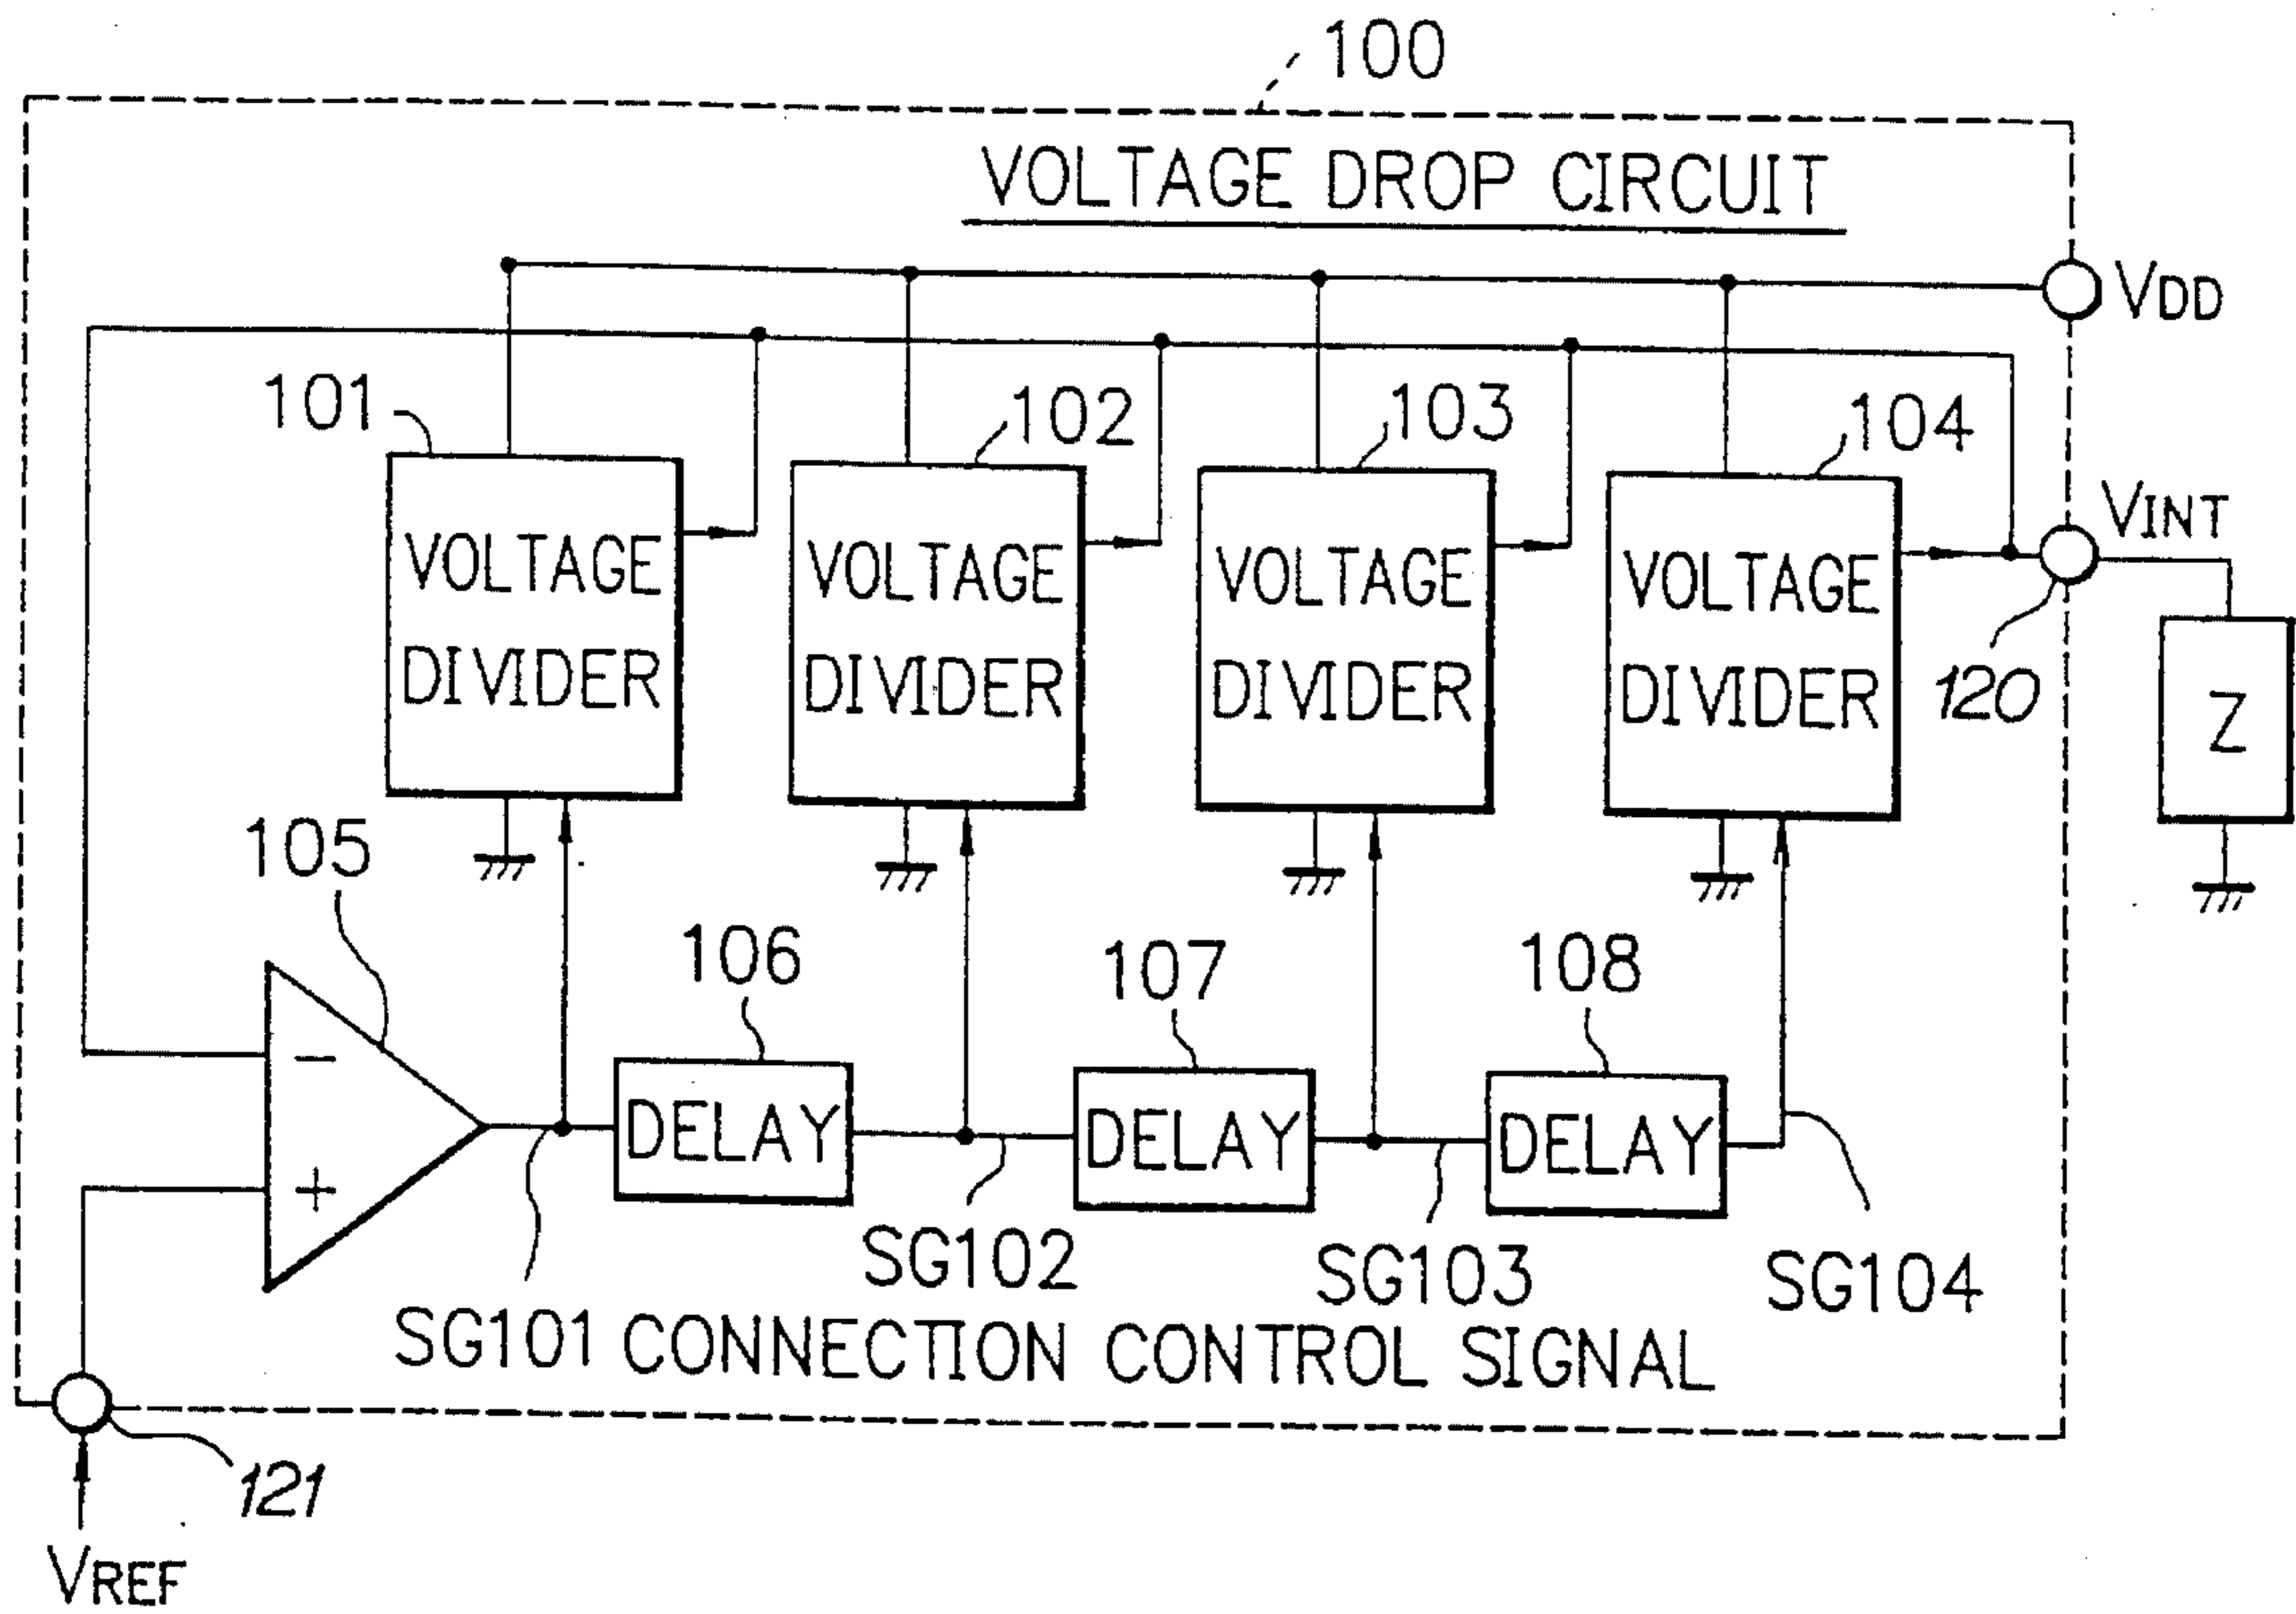 100
VOLTAGE DROP CIRCUIT
VDD
101
102
103
104
VINT
VOLTAGE DIVIDER
VOLTAGE DIVIDER
VOLTAGE DIVIDER
VOLTAGE DIVIDER
120
Z
105
106
107
108
−
+
DELAY
DELAY
DELAY
SG101 CONNECTION CONTROL SIGNAL
SG102
SG103
SG104
121
VREF